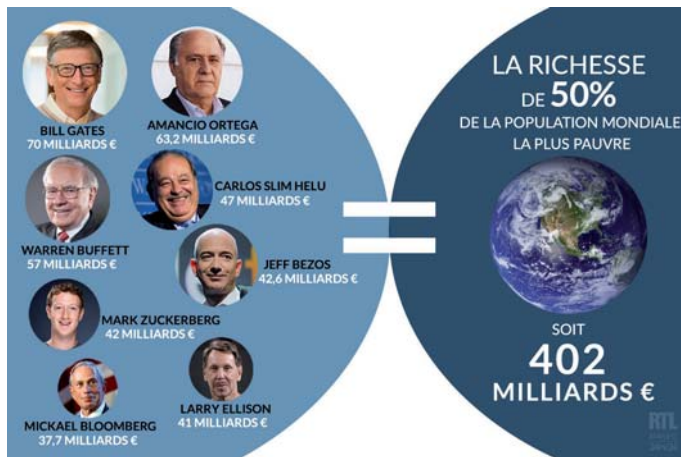 BILL GATES
70 MILLIARDS €
AMANCIO ORTEGA
63,2 MILLIARDS €
WARREN BUFFETT
57 MILLIARDS €
CARLOS SLIM HELU
47 MILLIARDS €
JEFF BEZOS
42,6 MILLIARDS €
MARK ZUCKERBERG
42 MILLIARDS €
MICKAEL BLOOMBERG
37,7 MILLIARDS €
LARRY ELLISON
41 MILLIARDS €
LA RICHESSE
DE 50%
DE LA POPULATION MONDIALE
LA PLUS PAUVRE
SOIT
402
MILLIARDS €
RTL